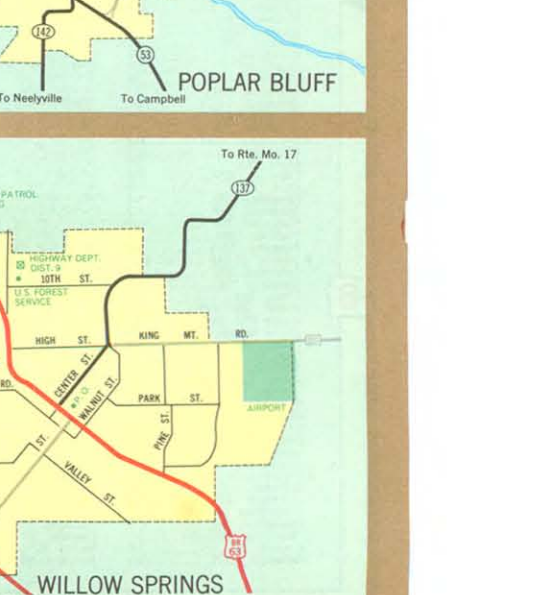 142
53
To Neelyville
To Campbell
POPLAR BLUFF
To Rte. Mo. 17
137
PATROL
HIGHWAY DEPT.
DIST. 9
10TH ST.
U.S. FOREST
SERVICE
HIGH ST.
KING MT. RD.
RD.
CENTER ST.
P.O.
WALNUT ST.
PARK ST.
AIRPORT
PINE ST.
ST.
VALLEY ST.
BR
63
WILLOW SPRINGS